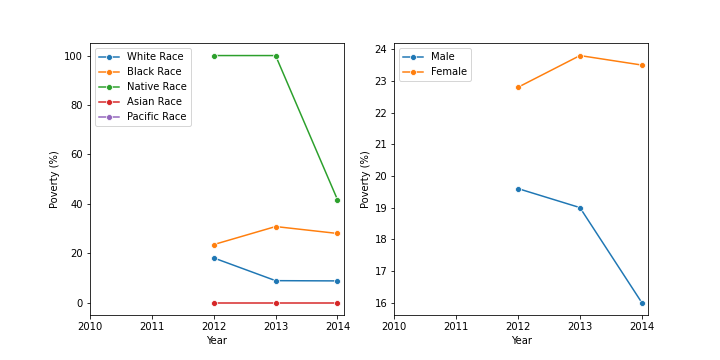 White Race
Black Race
Native Race
Asian Race
Pacific Race
100
80
60
40
20
0
Poverty (%)
2010 2011 2012 2013 2014
Year
Male
Female
24
23
22
21
20
19
18
17
16
Poverty (%)
2010 2011 2012 2013 2014
Year